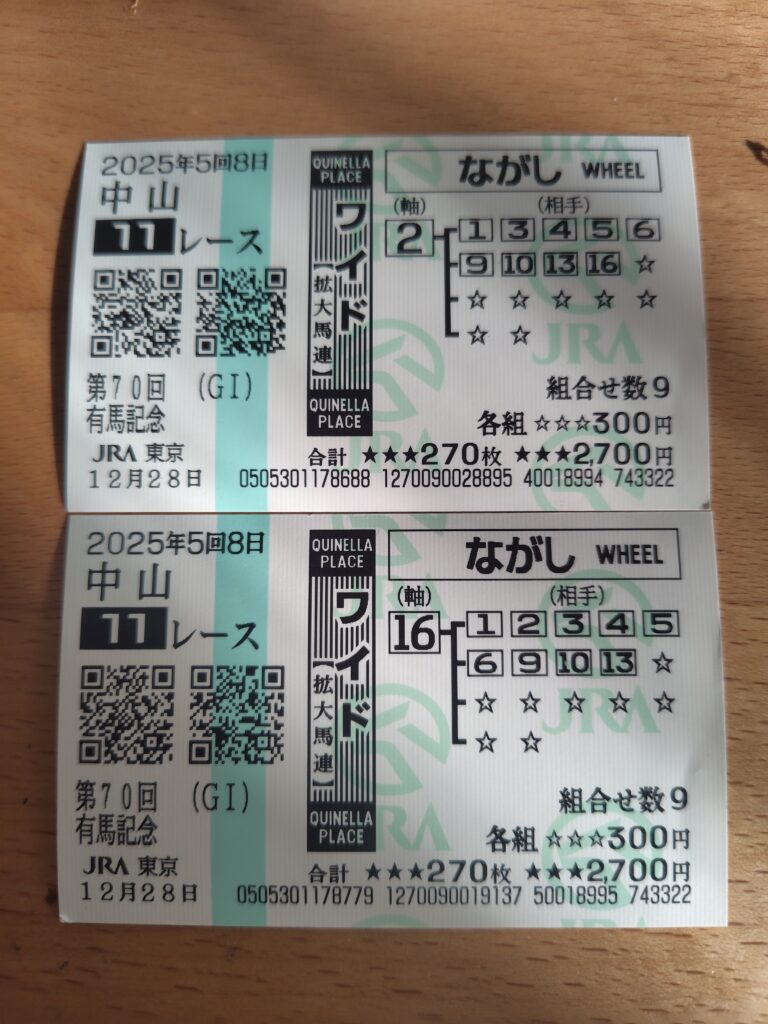 2025年5回8日
中山
11レース
第70回 (GⅠ)
有馬記念
JRA 東京
12月28日
QUINELLA PLACE
ワイド
【拡大馬連】
QUINELLA PLACE
ながし WHEEL
(軸) (相手)
2 1 3 4 5 6
9 10 13 16 ☆
☆ ☆ ☆ ☆ ☆
☆ ☆
JRA
組合せ数9
各組 ☆☆☆300円
合計 ★★★270枚 ★★★2,700円
0505301178688 1270090028895 40018994 743322
2025年5回8日
中山
11レース
第70回 (GⅠ)
有馬記念
JRA 東京
12月28日
QUINELLA PLACE
ワイド
【拡大馬連】
QUINELLA PLACE
ながし WHEEL
(軸) (相手)
16 1 2 3 4 5
6 9 10 13 ☆
☆ ☆ ☆ ☆ ☆
☆ ☆
JRA
組合せ数9
各組 ☆☆☆300円
合計 ★★★270枚 ★★★2,700円
0505301178779 1270090019137 50018995 743322